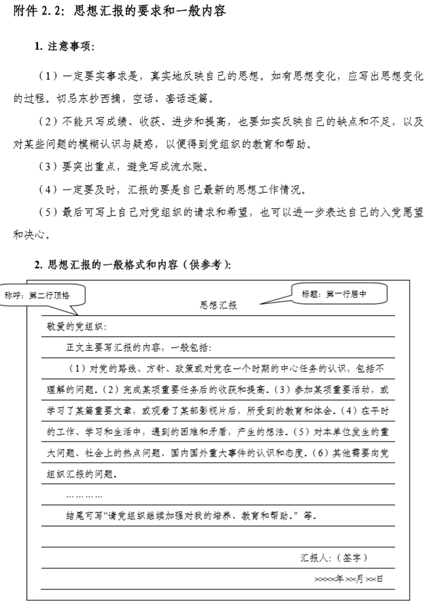 附件 2.2：思想汇报的要求和一般内容
1. 注意事项：
（1）一定要实事求是，真实地反映自己的思想。如有思想变化，应写出思想变化
的过程。切忌东抄西摘，空话、套话连篇。
（2）不能只写成绩、收获、进步和提高，也要如实反映自己的缺点和不足，以及
对某些问题的模糊认识与疑惑，以便得到党组织的教育和帮助。
（3）要突出重点，避免写成流水账。
（4）一定要及时，汇报的要是自己最新的思想工作情况。
（5）最后可写上自己对党组织的请求和希望，也可以进一步表达自己的入党愿望
和决心。
2. 思想汇报的一般格式和内容（供参考）：
称呼：第二行顶格
标题：第一行居中
思想汇报
敬爱的党组织：
正文主要写汇报的内容，一般包括：
（1）对党的路线、方针、政策或对党在一个时期的中心任务的认识，包括不
理解的问题。（2）完成某项重要任务后的收获和提高。（3）参加某项重要活动，或
学习了某篇重要文章，或观看了某部影视片后，所受到的教育和体会。（4）在平时
的工作、学习和生活中，遇到的困难和矛盾，产生的想法。（5）对本单位发生的重
大问题、社会上的热点问题、国内国外重大事件的认识和态度。（6）其他需要向党
组织汇报的问题。
…………
结尾可写“请党组织继续加强对我的培养、教育和帮助。”等。
汇报人：（签字）
××××年××月××日